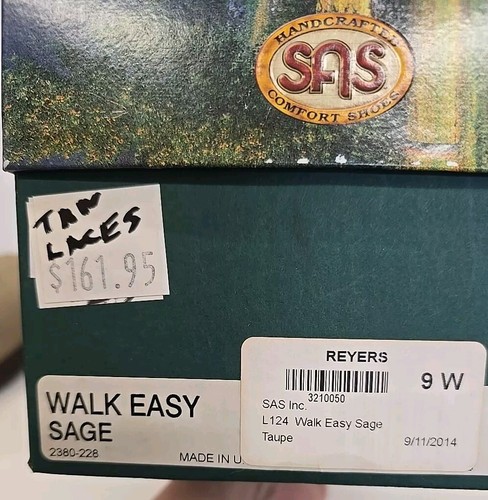 HANDCRAFTED
SAS
COMFORT SHOES
TAN
LACES
$161.95
WALK EASY
SAGE
2380-228
MADE IN U
REYERS
9 W
3210050
SAS Inc.
L124 Walk Easy Sage
Taupe
9/11/2014